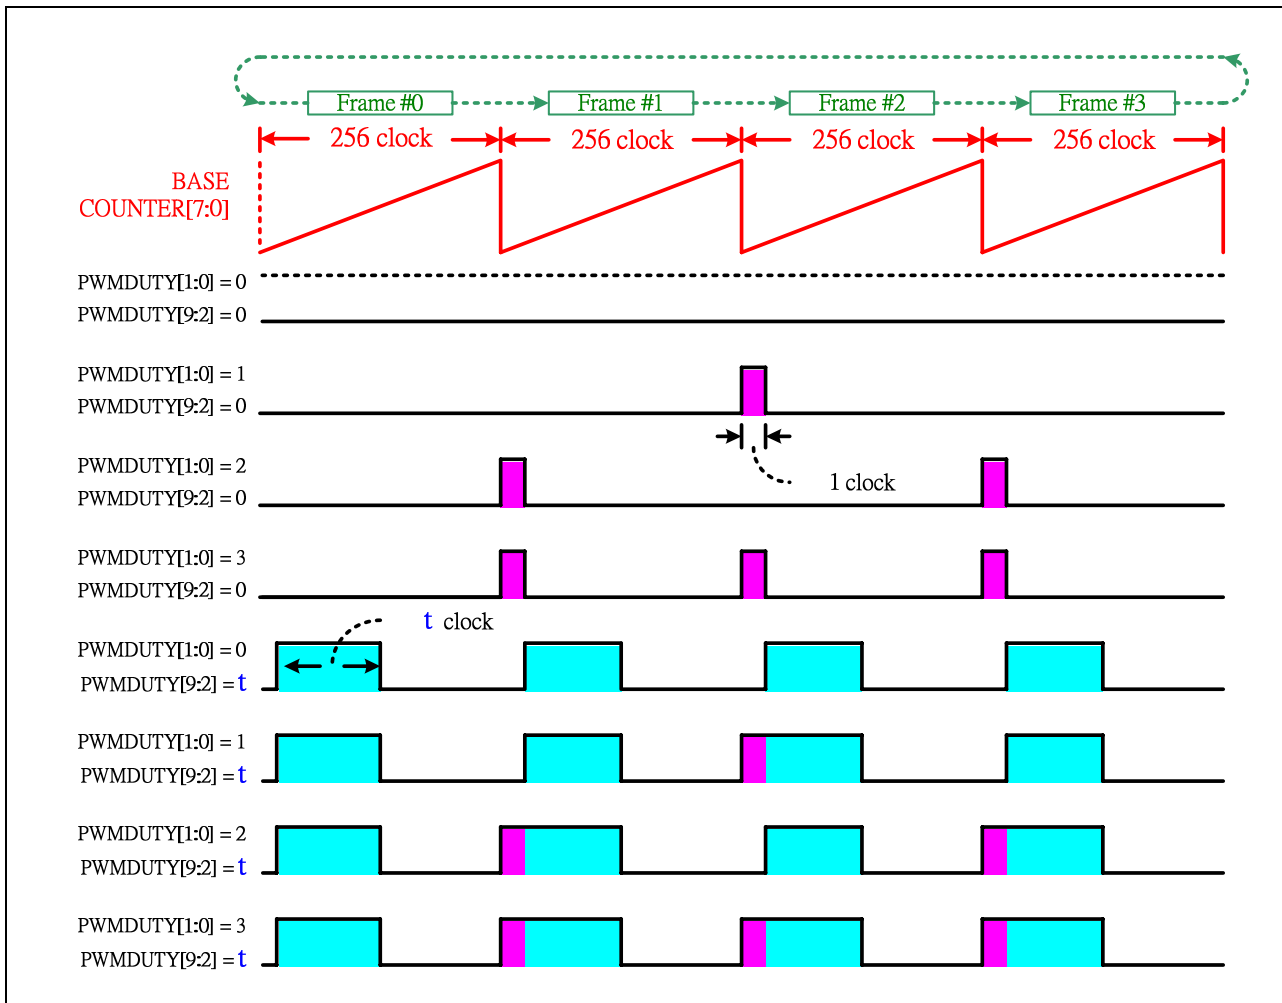 Frame #0 Frame #1 Frame #2 Frame #3
256 clock 256 clock 256 clock 256 clock
BASE
COUNTER[7:0]
PWMDUTY[1:0] = 0
PWMDUTY[9:2] = 0
PWMDUTY[1:0] = 1
PWMDUTY[9:2] = 0
PWMDUTY[1:0] = 2
1 clock
PWMDUTY[9:2] = 0
PWMDUTY[1:0] = 3
PWMDUTY[9:2] = 0
t clock
PWMDUTY[1:0] = 0
PWMDUTY[9:2] = t
PWMDUTY[1:0] = 1
PWMDUTY[9:2] = t
PWMDUTY[1:0] = 2
PWMDUTY[9:2] = t
PWMDUTY[1:0] = 3
PWMDUTY[9:2] = t